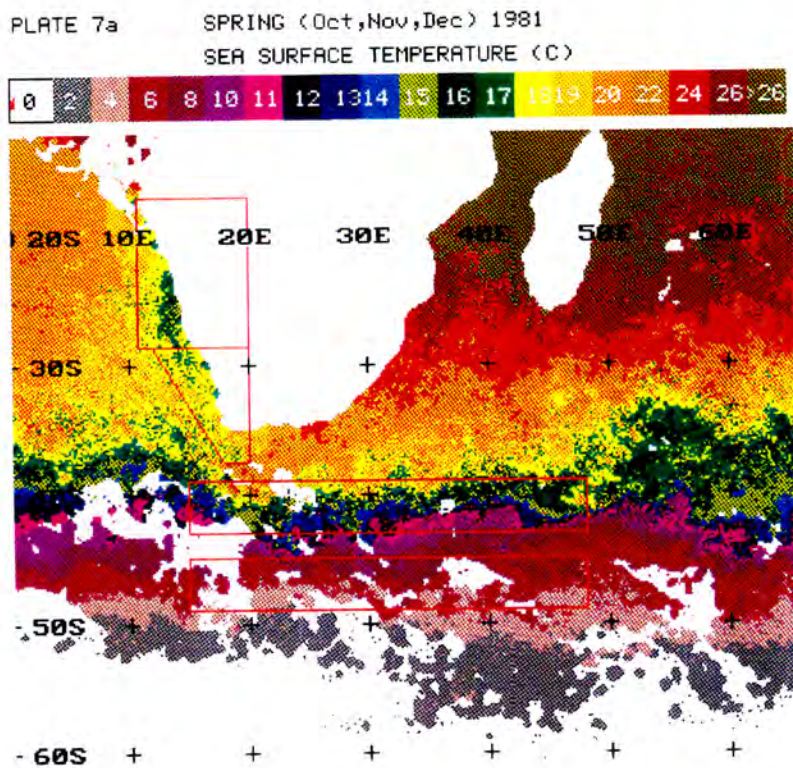 PLATE 7a SPRING (Oct,Nov,Dec) 1981
SEA SURFACE TEMPERATURE (C)
0 2 4 6 8 10 11 12 13 14 15 16 17 18 19 20 22 24 26 >26
20S 10E 20E 30E 40E 50E 60E
- 30S
- 50S
- 60S